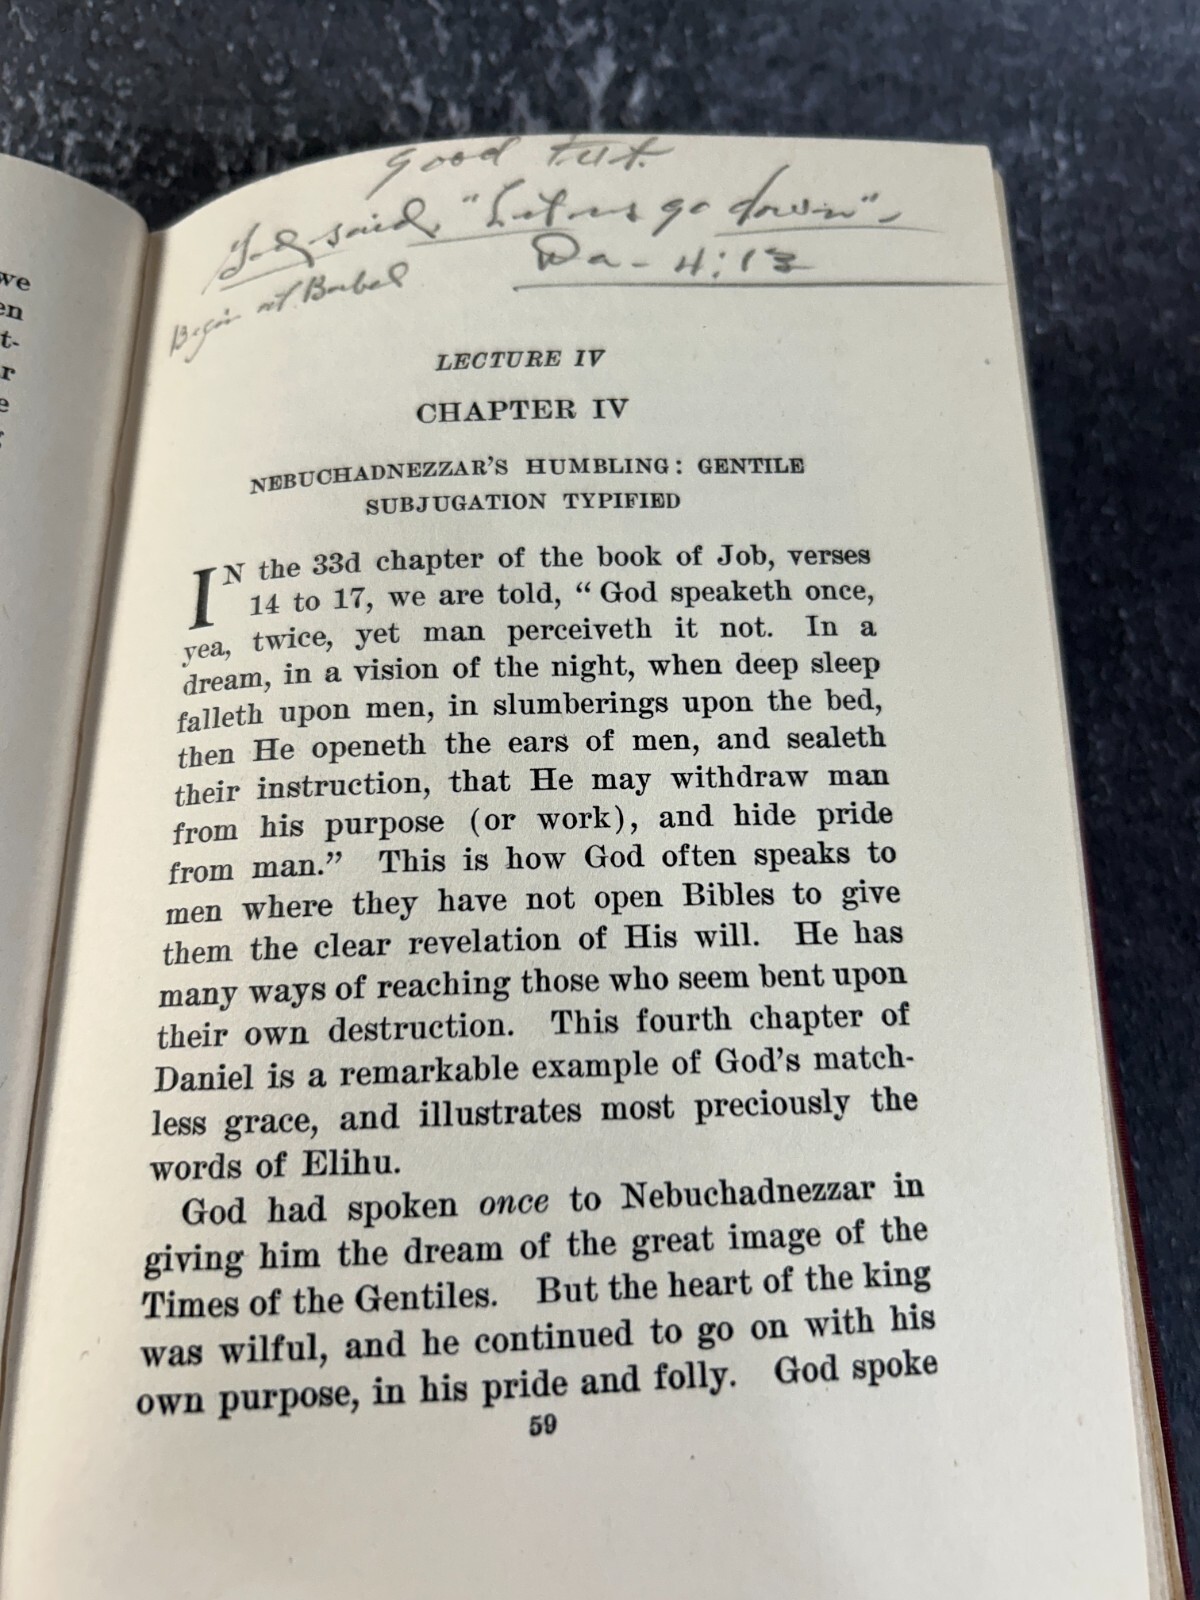 Good text.
God said, "Let us go down",
Da - 4:13
Begin at Babel
LECTURE IV
CHAPTER IV
NEBUCHADNEZZAR'S HUMBLING: GENTILE
SUBJUGATION TYPIFIED
IN the 33d chapter of the book of Job, verses
14 to 17, we are told, "God speaketh once,
yea, twice, yet man perceiveth it not. In a
dream, in a vision of the night, when deep sleep
falleth upon men, in slumberings upon the bed,
then He openeth the ears of men, and sealeth
their instruction, that He may withdraw man
from his purpose (or work), and hide pride
from man." This is how God often speaks to
men where they have not open Bibles to give
them the clear revelation of His will. He has
many ways of reaching those who seem bent upon
their own destruction. This fourth chapter of
Daniel is a remarkable example of God's match-
less grace, and illustrates most preciously the
words of Elihu.
God had spoken once to Nebuchadnezzar in
giving him the dream of the great image of the
Times of the Gentiles. But the heart of the king
was wilful, and he continued to go on with his
own purpose, in his pride and folly. God spoke
59